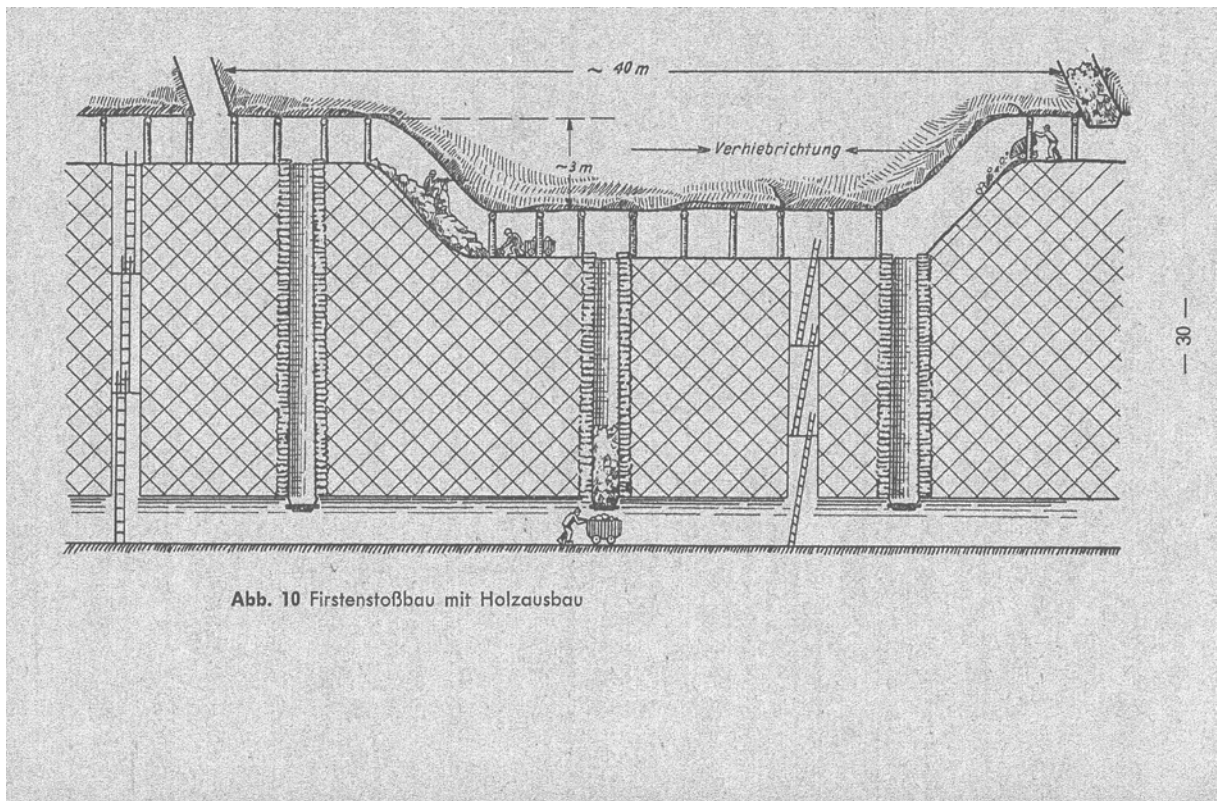 ~ 40 m
~3 m
Verhiebrichtung
— 30 —
Abb. 10 Firstenstoßbau mit Holzausbau